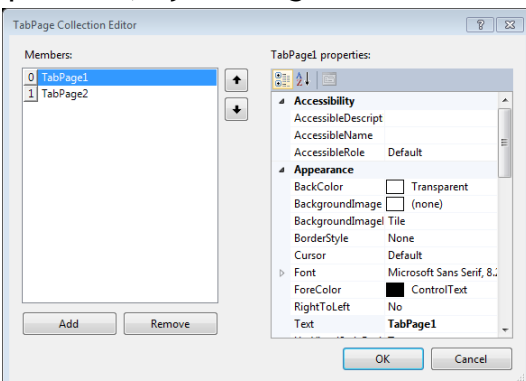 TabPage Collection Editor
Members:
TabPage1 properties:
0 TabPage1
1 TabPage2
Accessibility
AccessibleDescript
AccessibleName
AccessibleRole Default
Appearance
BackColor Transparent
BackgroundImage (none)
BackgroundImagel Tile
BorderStyle None
Cursor Default
Font Microsoft Sans Serif, 8.2
ForeColor ControlText
RightToLeft No
Text TabPage1
Add Remove
OK Cancel